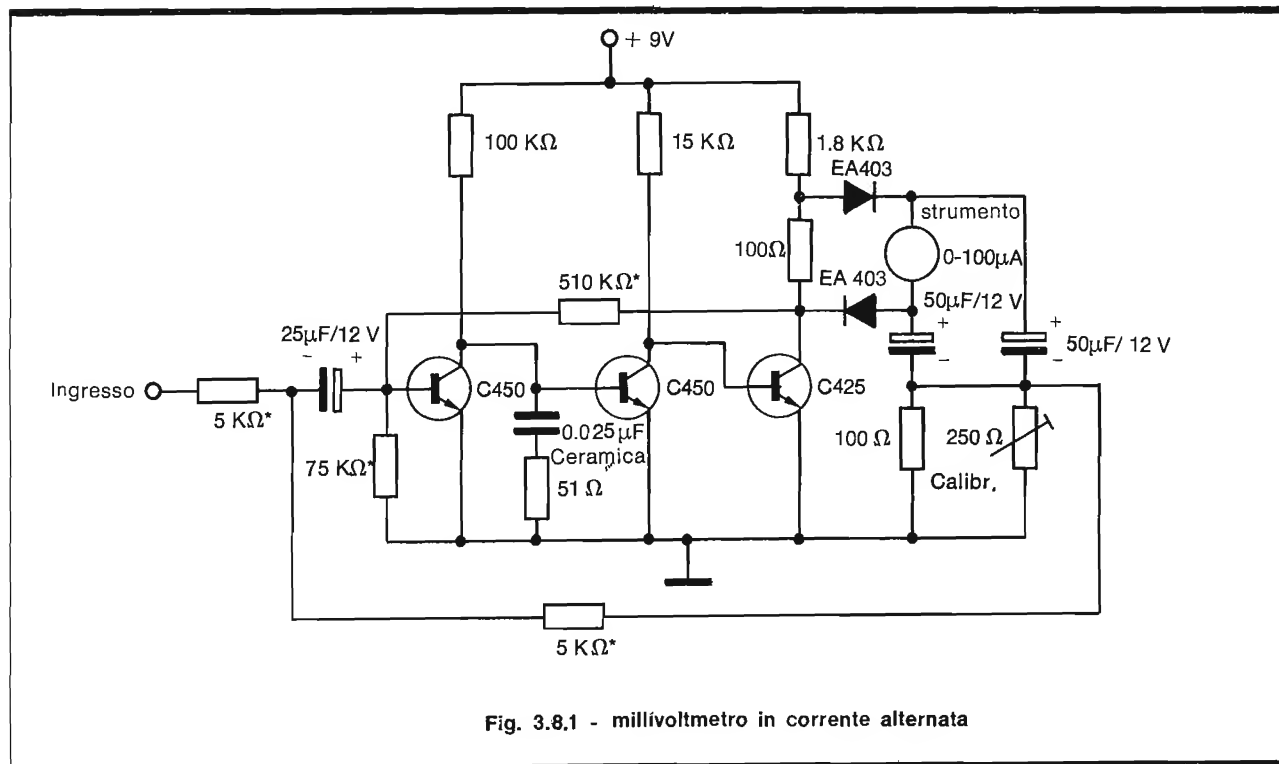 + 9V
100 KΩ
15 KΩ
1.8 KΩ
EA403
strumento
0-100µA
100Ω
EA 403
510 KΩ*
50µF/12 V
+
-
+
-
50µF/ 12 V
25µF/12 V
- +
Ingresso
5 KΩ*
C450
C450
C425
0.025µF
Ceramica
75 KΩ*
51 Ω
100 Ω
250 Ω
Calibr.
5 KΩ*
Fig. 3.8.1 - millivoltmetro in corrente alternata